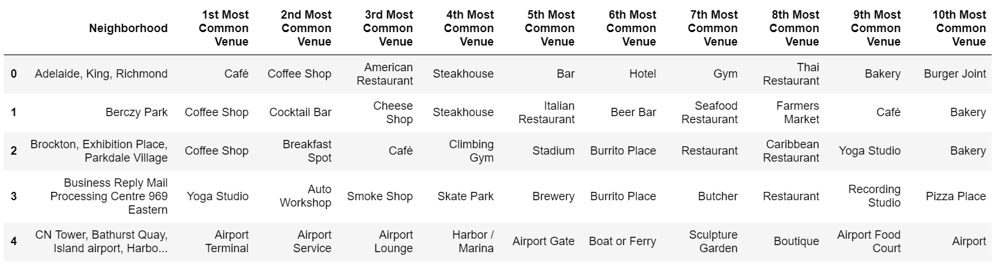 Neighborhood 1st Most Common Venue 2nd Most Common Venue 3rd Most Common Venue 4th Most Common Venue 5th Most Common Venue 6th Most Common Venue 7th Most Common Venue 8th Most Common Venue 9th Most Common Venue 10th Most Common Venue
0 Adelaide, King, Richmond Café Coffee Shop American Restaurant Steakhouse Bar Hotel Gym Thai Restaurant Bakery Burger Joint
1 Berczy Park Coffee Shop Cocktail Bar Cheese Shop Steakhouse Italian Restaurant Beer Bar Seafood Restaurant Farmers Market Café Bakery
2 Brockton, Exhibition Place, Parkdale Village Coffee Shop Breakfast Spot Café Climbing Gym Stadium Burrito Place Restaurant Caribbean Restaurant Yoga Studio Bakery
3 Business Reply Mail Processing Centre 969 Eastern Yoga Studio Auto Workshop Smoke Shop Skate Park Brewery Burrito Place Butcher Restaurant Recording Studio Pizza Place
4 CN Tower, Bathurst Quay, Island airport, Harbo... Airport Terminal Airport Service Airport Lounge Harbor / Marina Airport Gate Boat or Ferry Sculpture Garden Boutique Airport Food Court Airport